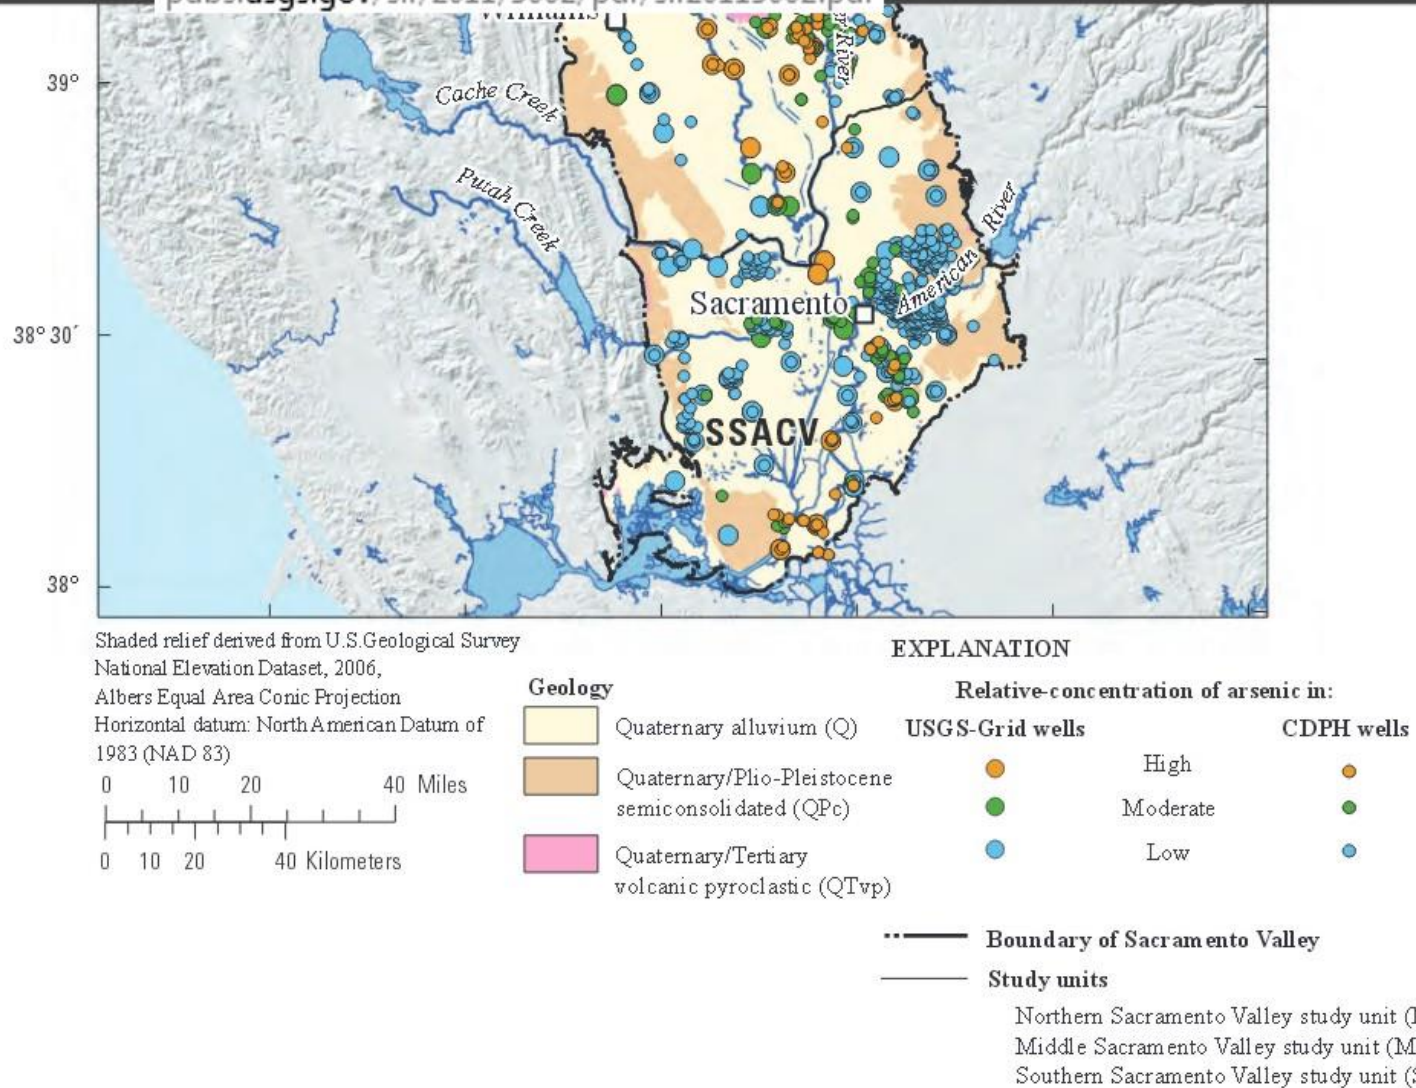 Williams
River
39°
Cache Creek
Putah Creek
River
American
Sacramento
38° 30′
SSACV
38°
Shaded relief derived from U.S.Geological Survey
National Elevation Dataset, 2006,
Albers Equal Area Conic Projection
Horizontal datum: North American Datum of
1983 (NAD 83)
0 10 20 40 Miles
0 10 20 40 Kilometers
Geology
Quaternary alluvium (Q)
Quaternary/Plio-Pleistocene
semiconsolidated (QPc)
Quaternary/Tertiary
volcanic pyroclastic (QTvp)
EXPLANATION
Relative-concentration of arsenic in:
USGS-Grid wells CDPH wells
High
Moderate
Low
Boundary of Sacramento Valley
Study units
Northern Sacramento Valley study unit (
Middle Sacramento Valley study unit (M
Southern Sacramento Valley study unit (S